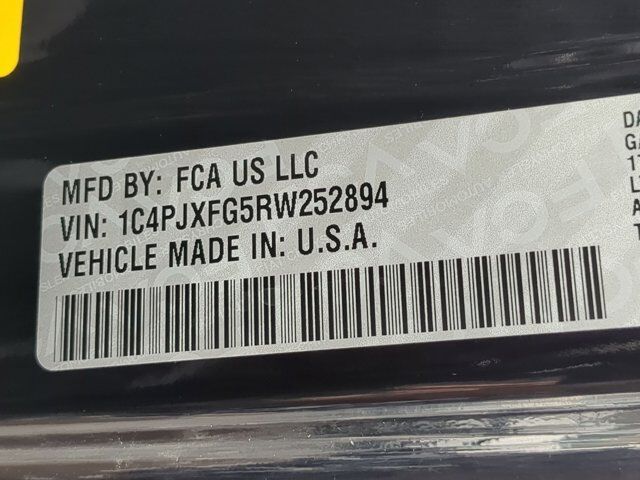 MFD BY: FCA US LLC
VIN: 1C4PJXFG5RW252894
VEHICLE MADE IN: U.S.A.